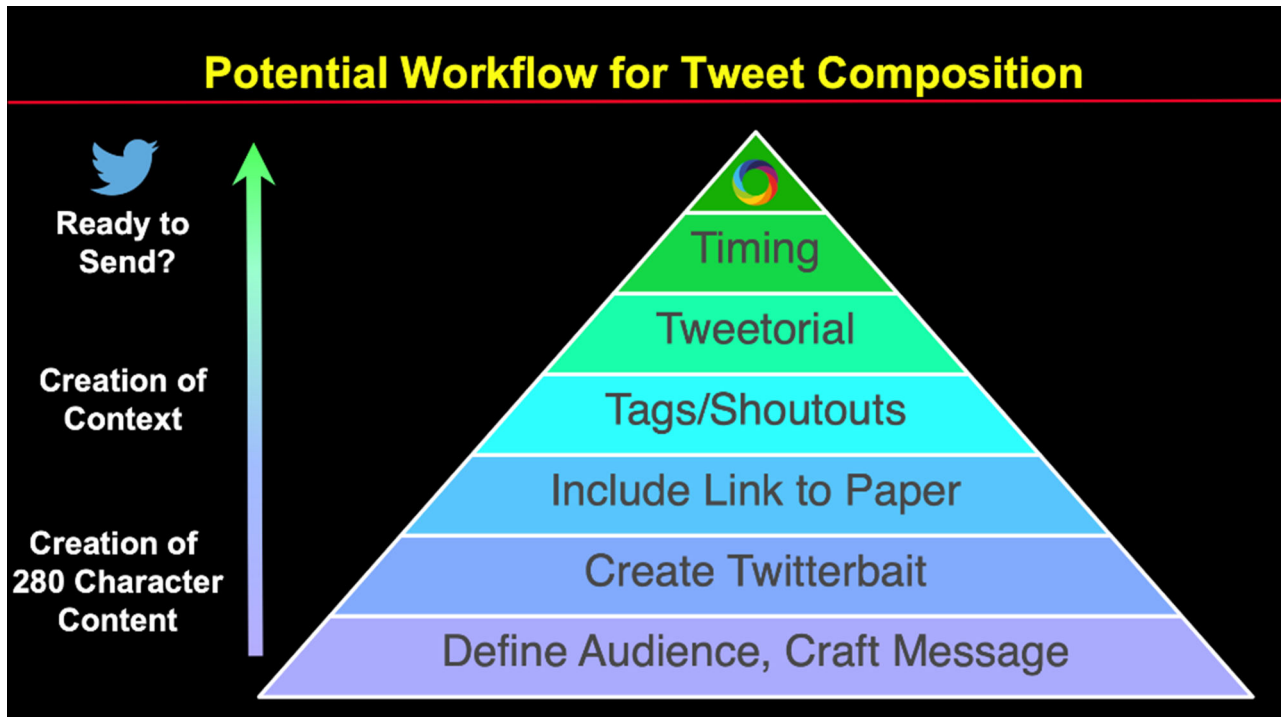 Potential Workflow for Tweet Composition
Ready to
Send?
Creation of
Context
Creation of
280 Character
Content
Timing
Tweetorial
Tags/Shoutouts
Include Link to Paper
Create Twitterbait
Define Audience, Craft Message